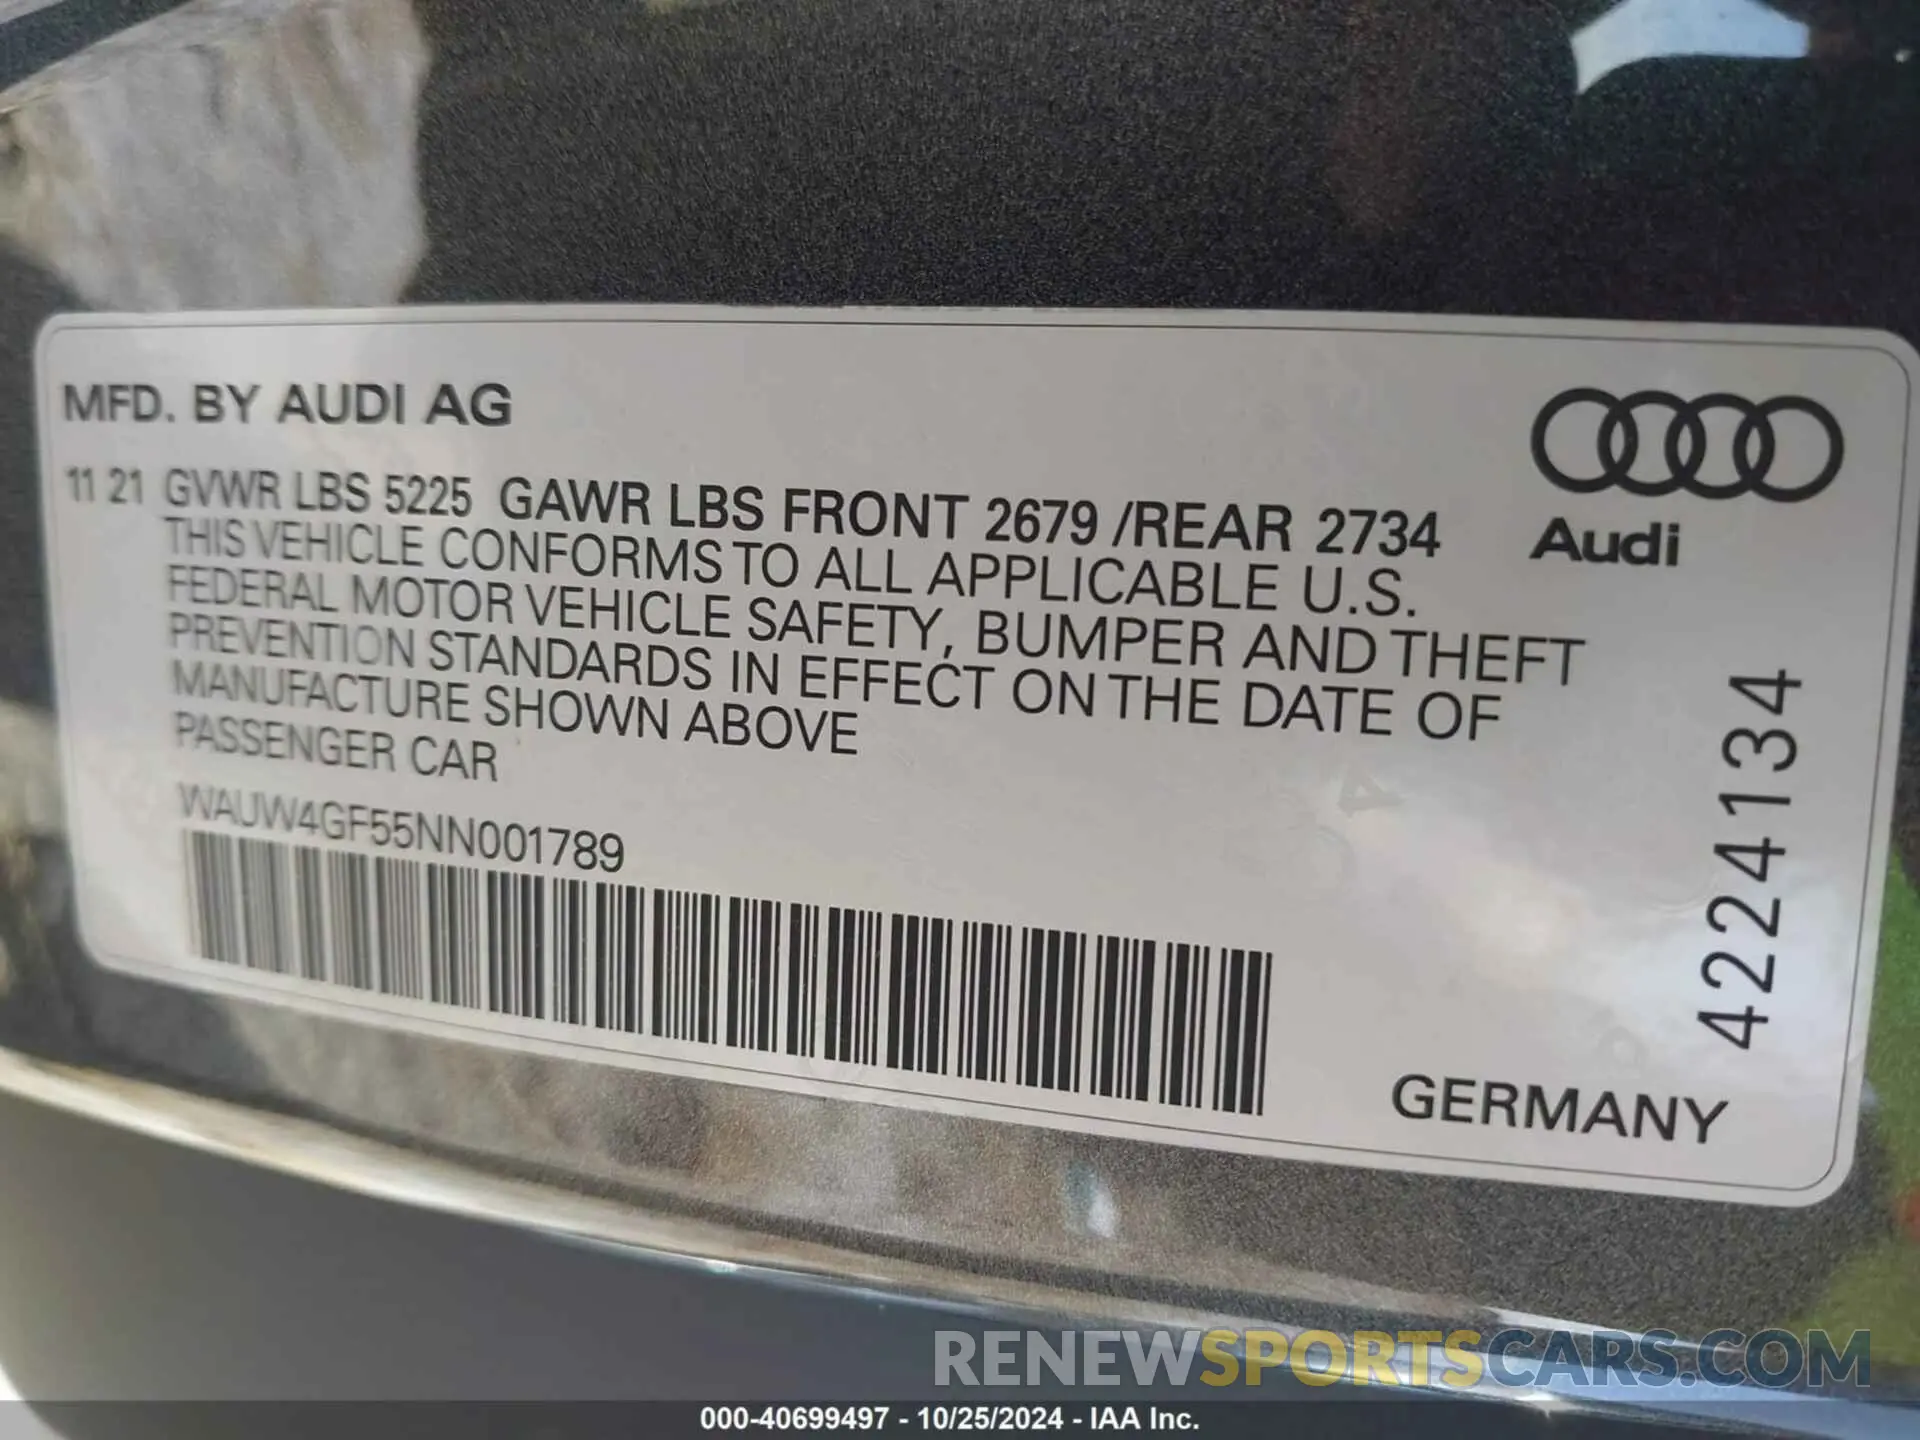 MFD. BY AUDI AG
11 21 GVWR LBS 5225 GAWR LBS FRONT 2679 /REAR 2734
THIS VEHICLE CONFORMS TO ALL APPLICABLE U.S.
FEDERAL MOTOR VEHICLE SAFETY, BUMPER AND THEFT
PREVENTION STANDARDS IN EFFECT ON THE DATE OF
MANUFACTURE SHOWN ABOVE
PASSENGER CAR
WAUW4GF55NN001789
Audi
4224134
GERMANY
RENEWSPORTSCARS.COM
000-40699497 - 10/25/2024 - IAA Inc.